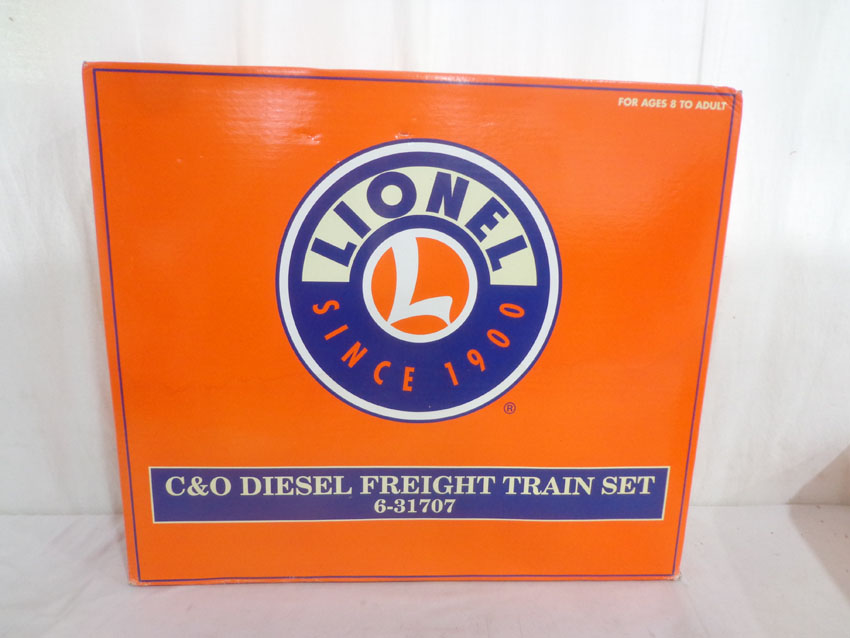 FOR AGES 8 TO ADULT
LIONEL
L
SINCE 1900
®
C&O DIESEL FREIGHT TRAIN SET
6-31707